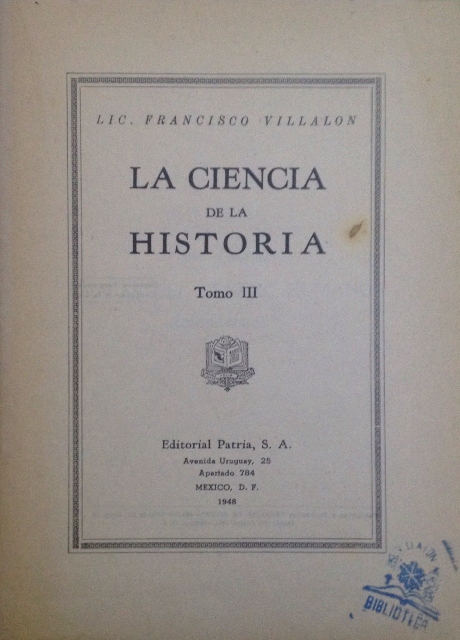 LIC. FRANCISCO VILLALON
LA CIENCIA
DE LA
HISTORIA
Tomo III
Editorial Patria, S. A.
Avenida Uruguay, 25
Apartado 784
MEXICO, D. F.
1948
BIBLIOTECA